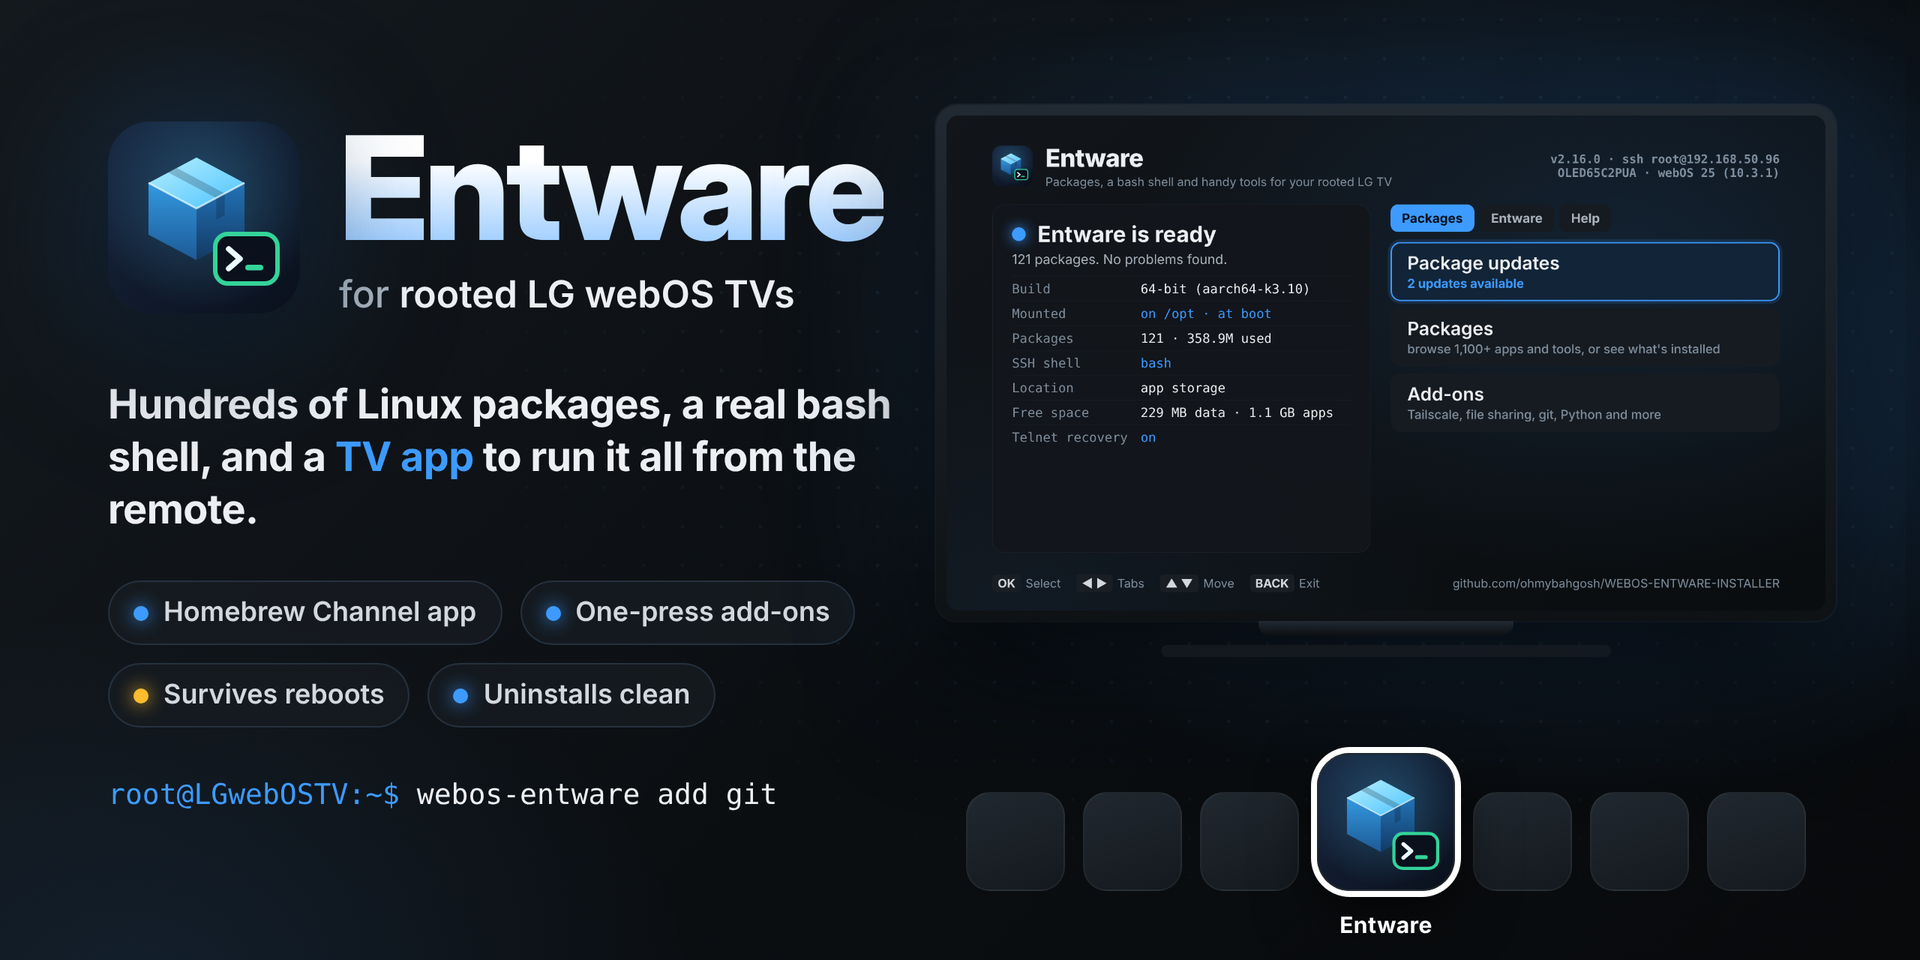 Entware
for rooted LG webOS TVs
Hundreds of Linux packages, a real bash
shell, and a TV app to run it all from the
remote.
Homebrew Channel app
One-press add-ons
Survives reboots
Uninstalls clean
root@LGwebOSTV:~$ webos-entware add git
Entware
Packages, a bash shell and handy tools for your rooted LG TV
v2.16.0 · ssh root@192.168.50.96
OLED65C2PUA · webOS 25 (10.3.1)
Entware is ready
121 packages. No problems found.
Build 64-bit (aarch64-k3.10)
Mounted on /opt · at boot
Packages 121 · 358.9M used
SSH shell bash
Location app storage
Free space 229 MB data · 1.1 GB apps
Telnet recovery on
Packages Entware Help
Package updates
2 updates available
Packages
browse 1,100+ apps and tools, or see what's installed
Add-ons
Tailscale, file sharing, git, Python and more
OK Select ◀ ▶ Tabs ▲ ▼ Move BACK Exit
github.com/ohmybahgosh/WEBOS-ENTWARE-INSTALLER
Entware